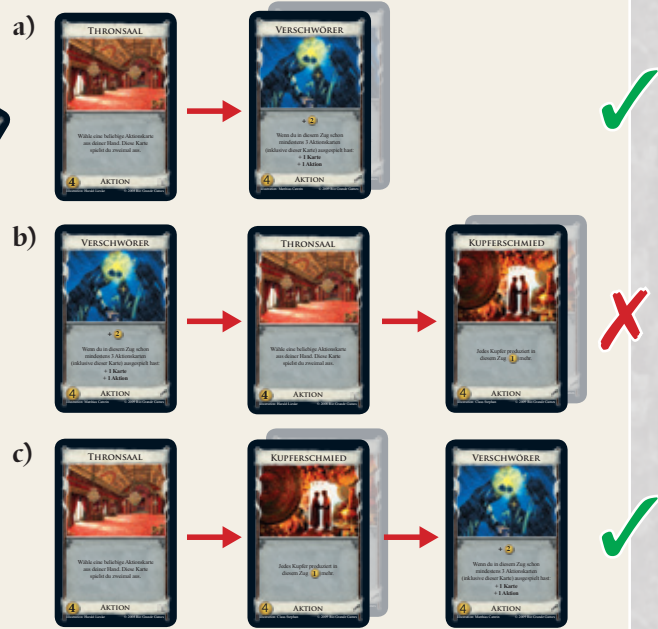 a)
THRONSAAL
Wähle eine beliebige Aktionskarte
aus deiner Hand. Diese Karte
spielst du zweimal aus.
4
AKTION
VERSCHWÖRER
+ 2
Wenn du in diesem Zug schon
mindestens 3 Aktionskarten
(inklusive dieser Karte) ausgespielt hast:
+ 1 Karte
+ 1 Aktion
4
AKTION
b)
VERSCHWÖRER
+ 2
Wenn du in diesem Zug schon
mindestens 3 Aktionskarten
(inklusive dieser Karte) ausgespielt hast:
+ 1 Karte
+ 1 Aktion
4
AKTION
THRONSAAL
Wähle eine beliebige Aktionskarte
aus deiner Hand. Diese Karte
spielst du zweimal aus.
4
AKTION
KUPFERSCHMIED
Jedes Kupfer produziert in
diesem Zug 1 mehr.
4
AKTION
c)
THRONSAAL
Wähle eine beliebige Aktionskarte
aus deiner Hand. Diese Karte
spielst du zweimal aus.
4
AKTION
KUPFERSCHMIED
Jedes Kupfer produziert in
diesem Zug 1 mehr.
4
AKTION
VERSCHWÖRER
+ 2
Wenn du in diesem Zug schon
mindestens 3 Aktionskarten
(inklusive dieser Karte) ausgespielt hast:
+ 1 Karte
+ 1 Aktion
4
AKTION